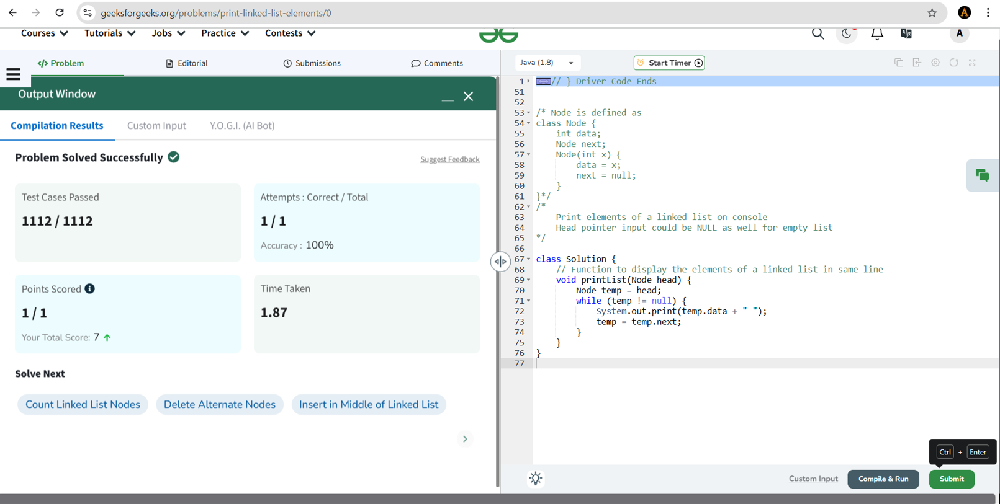 geeksforgeeks.org/problems/print-linked-list-elements/0
A
Courses Tutorials Jobs Practice Contests
A
</> Problem Editorial Submissions Comments
Java (1.8) Start Timer
Output Window
Compilation Results Custom Input Y.O.G.I. (AI Bot)
Problem Solved Successfully
Suggest Feedback
Test Cases Passed
1112 / 1112
Attempts : Correct / Total
1 / 1
Accuracy : 100%
Points Scored
1 / 1
Your Total Score: 7
Time Taken
1.87
Solve Next
Count Linked List Nodes Delete Alternate Nodes Insert in Middle of Linked List
1 // } Driver Code Ends
51
52
53 /* Node is defined as
54 class Node {
55     int data;
56     Node next;
57     Node(int x) {
58         data = x;
59         next = null;
60     }
61 }*/
62 /*
63     Print elements of a linked list on console
64     Head pointer input could be NULL as well for empty list
65 */
66
67 class Solution {
68     // Function to display the elements of a linked list in same line
69     void printList(Node head) {
70         Node temp = head;
71         while (temp != null) {
72             System.out.print(temp.data + " ");
73             temp = temp.next;
74         }
75     }
76 }
77
Ctrl + Enter
Custom Input Compile & Run Submit